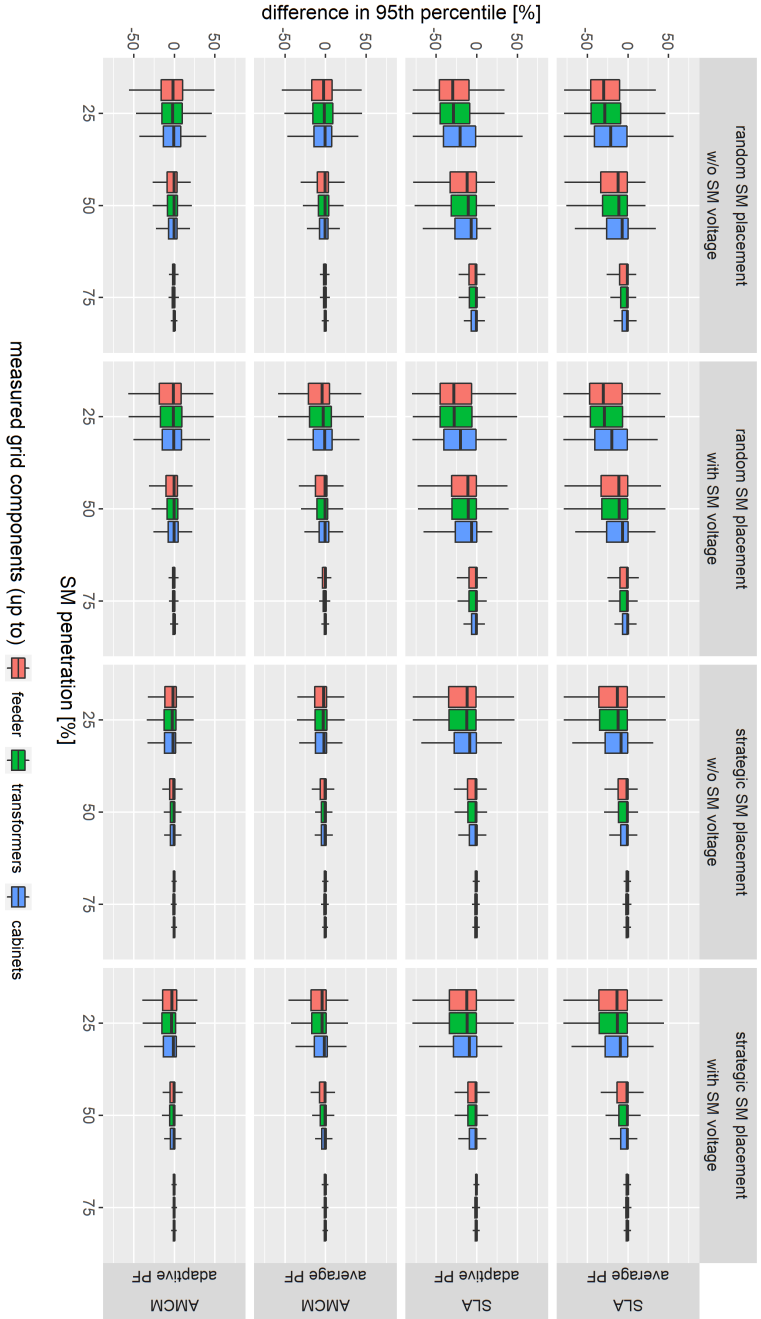 random SM placement
w/o SM voltage
random SM placement
with SM voltage
strategic SM placement
w/o SM voltage
strategic SM placement
with SM voltage
SLA
average PF
SLA
adaptive PF
AMCM
average PF
AMCM
adaptive PF
difference in 95th percentile [%]
50
0
-50
50
0
-50
50
0
-50
50
0
-50
25
50
75
25
50
75
25
50
75
25
50
75
SM penetration [%]
measured grid components (up to) feeder transformers cabinets